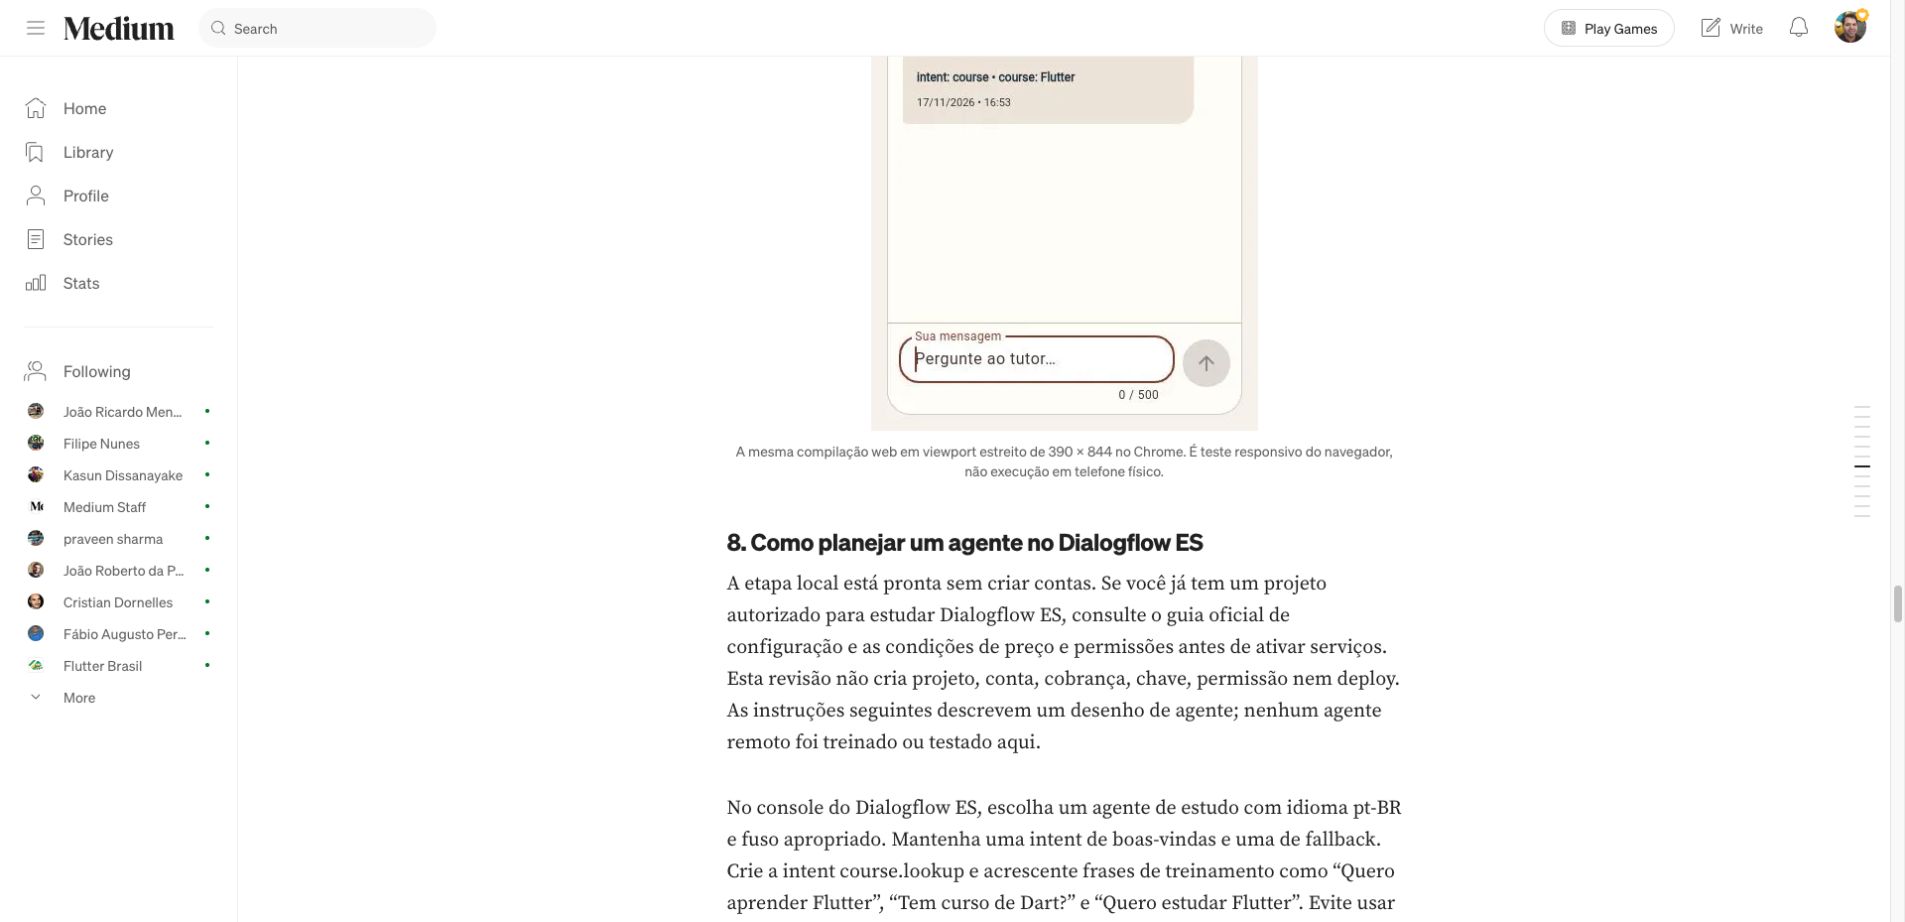 Medium
Search
Play Games
Write
Home
Library
Profile
Stories
Stats
Following
João Ricardo Men...
Filipe Nunes
Kasun Dissanayake
Medium Staff
praveen sharma
João Roberto da P...
Cristian Dornelles
Fábio Augusto Per...
Flutter Brasil
More
intent: course • course: Flutter
17/11/2026 • 16:53
Sua mensagem
Pergunte ao tutor...
0 / 500
A mesma compilação web em viewport estreito de 390 × 844 no Chrome. É teste responsivo do navegador,
não execução em telefone físico.
8. Como planejar um agente no Dialogflow ES
A etapa local está pronta sem criar contas. Se você já tem um projeto
autorizado para estudar Dialogflow ES, consulte o guia oficial de
configuração e as condições de preço e permissões antes de ativar serviços.
Esta revisão não cria projeto, conta, cobrança, chave, permissão nem deploy.
As instruções seguintes descrevem um desenho de agente; nenhum agente
remoto foi treinado ou testado aqui.
No console do Dialogflow ES, escolha um agente de estudo com idioma pt-BR
e fuso apropriado. Mantenha uma intent de boas-vindas e uma de fallback.
Crie a intent course.lookup e acrescente frases de treinamento como “Quero
aprender Flutter”, “Tem curso de Dart?” e “Quero estudar Flutter”. Evite usar